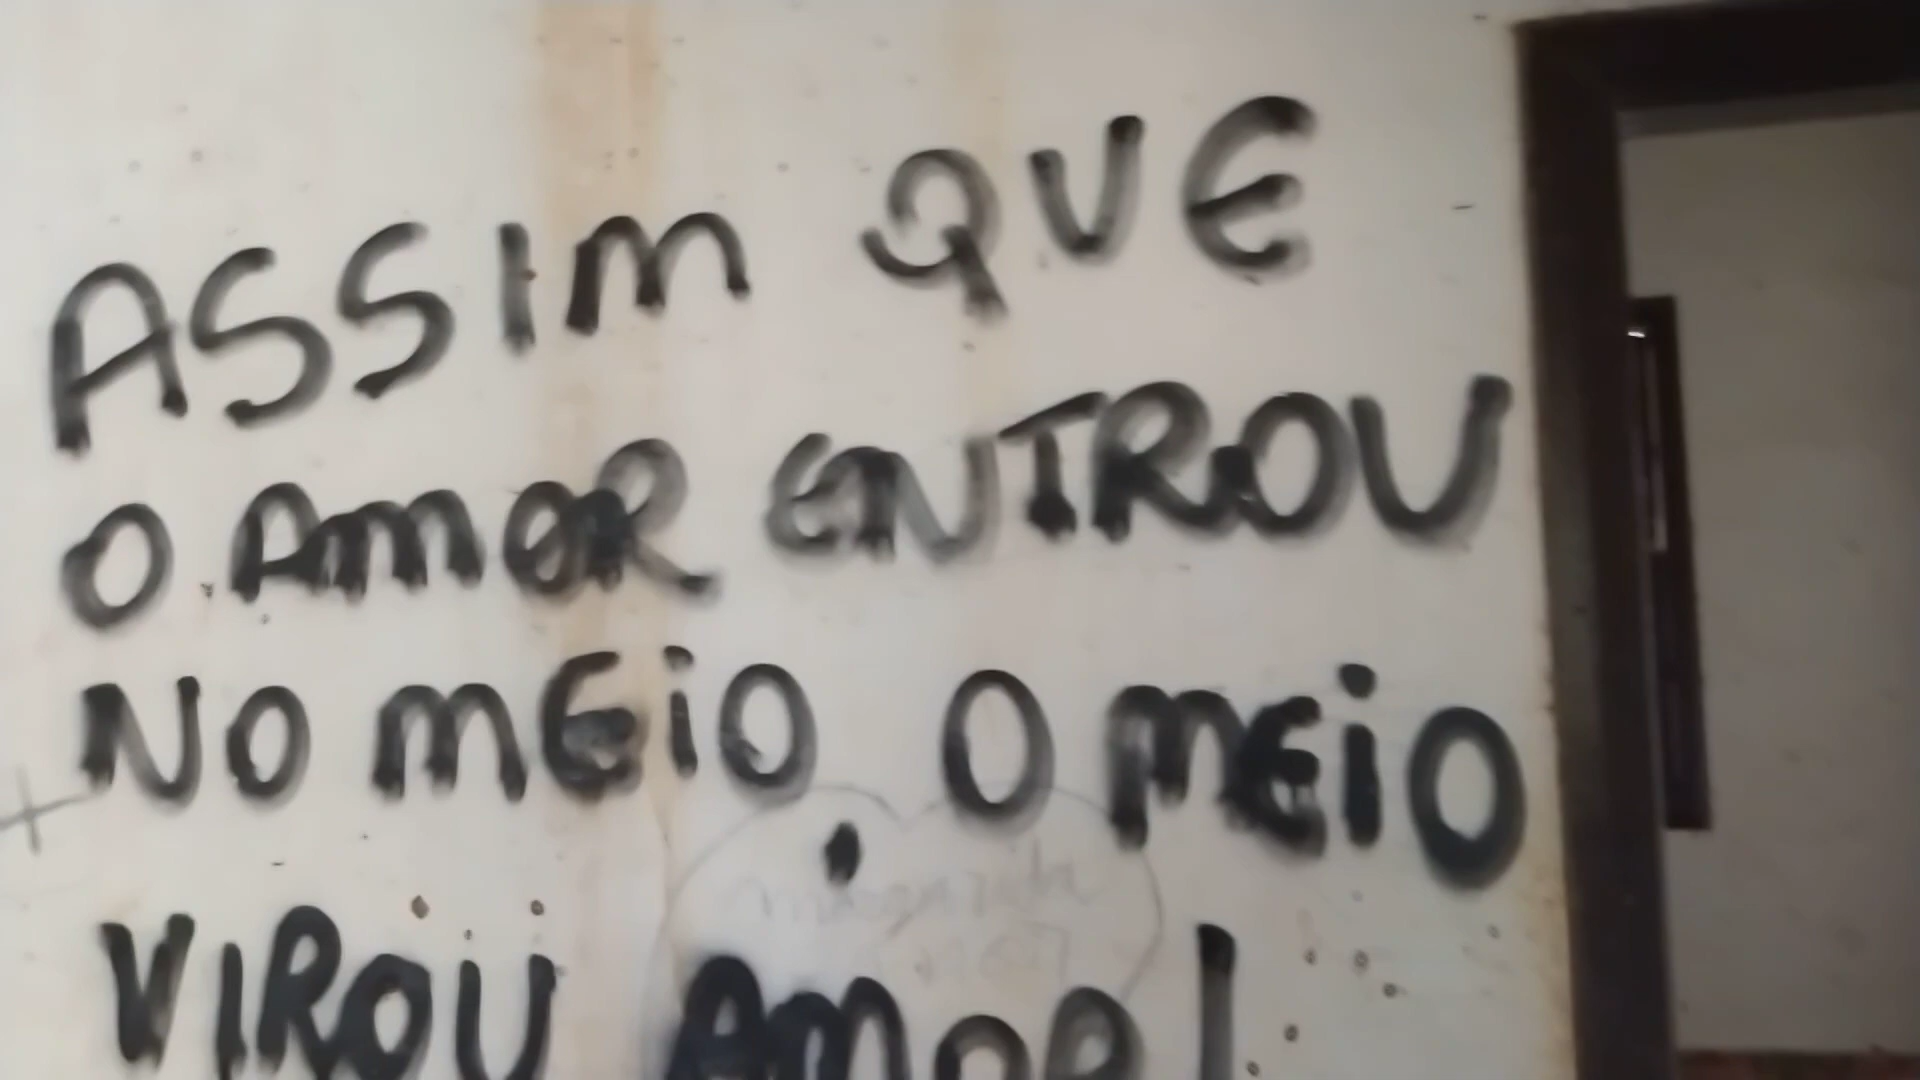 ASSIM QUE
O AMOR ENTROU
NO MEIO, O MEiO
VIROU AMOR!